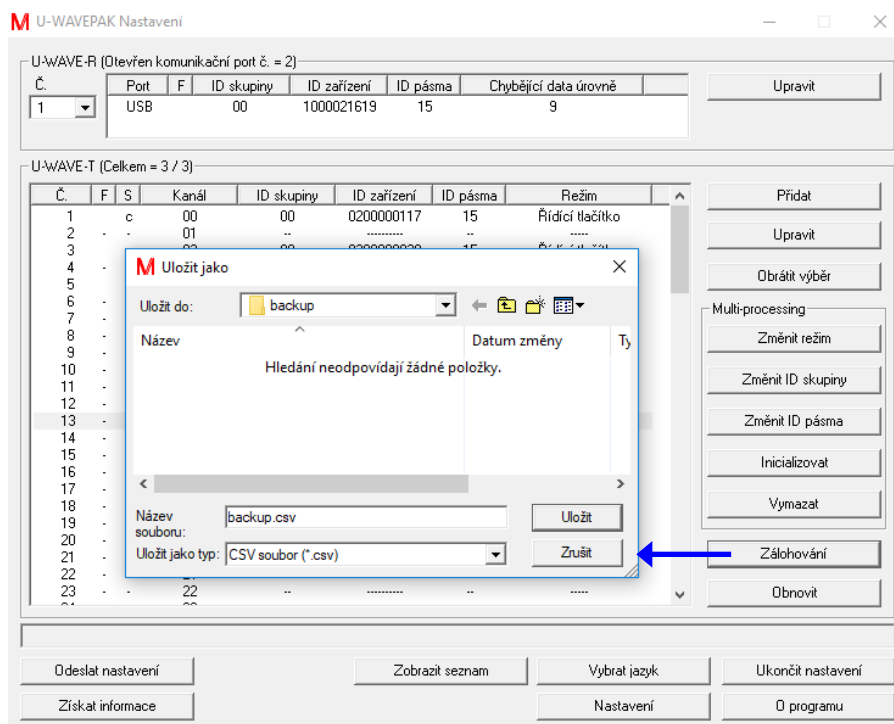 M U-WAVEPAK Nastavení
U-WAVE-R (Otevřen komunikační port č. = 2)
Č.
Port F ID skupiny ID zařízení ID pásma Chybějící data úrovně
1 USB 00 1000021619 15 9
Upravit
U-WAVE-T (Celkem = 3 / 3)
Č. F S Kanál ID skupiny ID zařízení ID pásma Režim
1 c 00 00 0200000117 15 Řídící tlačítko
2 - - 01 -- ---------- -- -----
3
4 -
5
6 -
7 -
8 -
9 -
10 -
11 -
12 -
13 -
14 -
15 -
16 -
17 -
18 -
19 -
20 -
21 -
22 -
23 - - 22 -- ---------- -- -----
Přidat
Upravit
Obrátit výběr
Multi-processing
Změnit režim
Změnit ID skupiny
Změnit ID pásma
Inicializovat
Vymazat
Zálohování
Obnovit
M Uložit jako
Uložit do: backup
Název Datum změny Ty
Hledání neodpovídají žádné položky.
Název souboru: backup.csv
Uložit
Uložit jako typ: CSV soubor (*.csv)
Zrušit
Odeslat nastavení
Zobrazit seznam
Vybrat jazyk
Ukončit nastavení
Získat informace
Nastavení
O programu